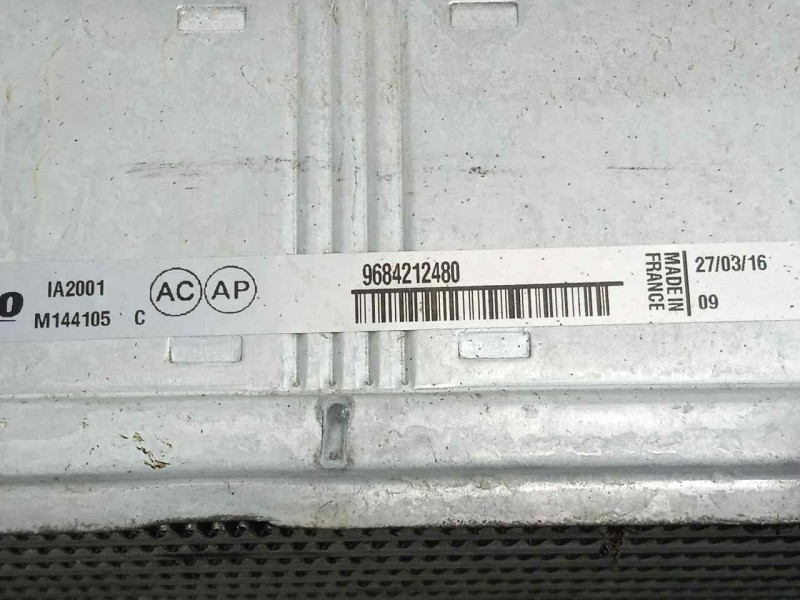 o
IA2001
M144105 C
AC AP
9684212480
MADE IN
FRANCE
27/03/16
09